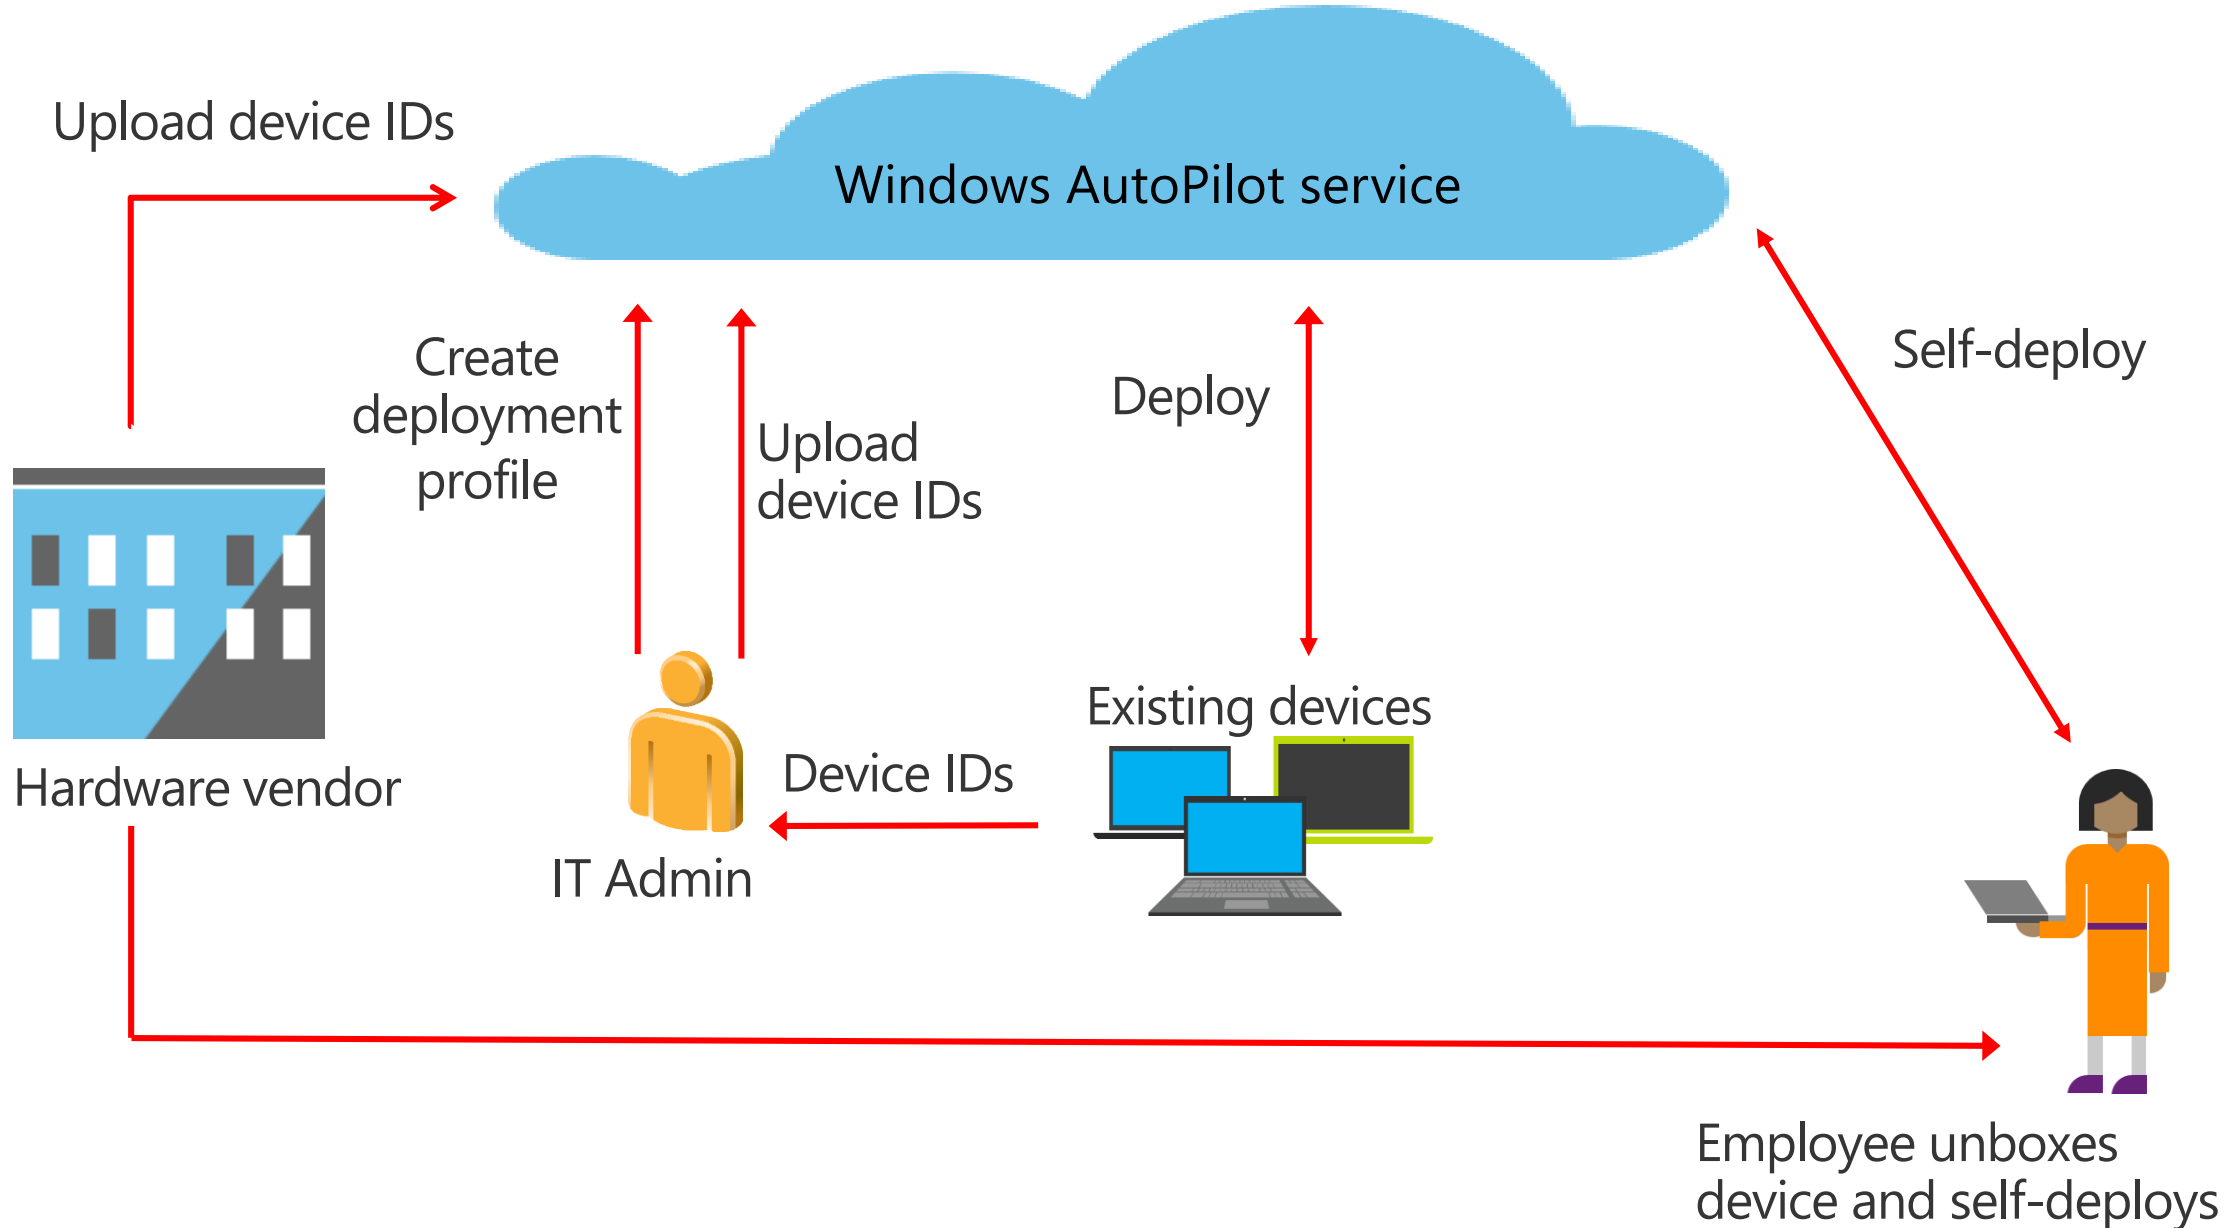 Upload device IDs
Windows AutoPilot service
Create
deployment
profile
Upload
device IDs
Deploy
Self-deploy
Existing devices
Device IDs
Hardware vendor
IT Admin
Employee unboxes
device and self-deploys